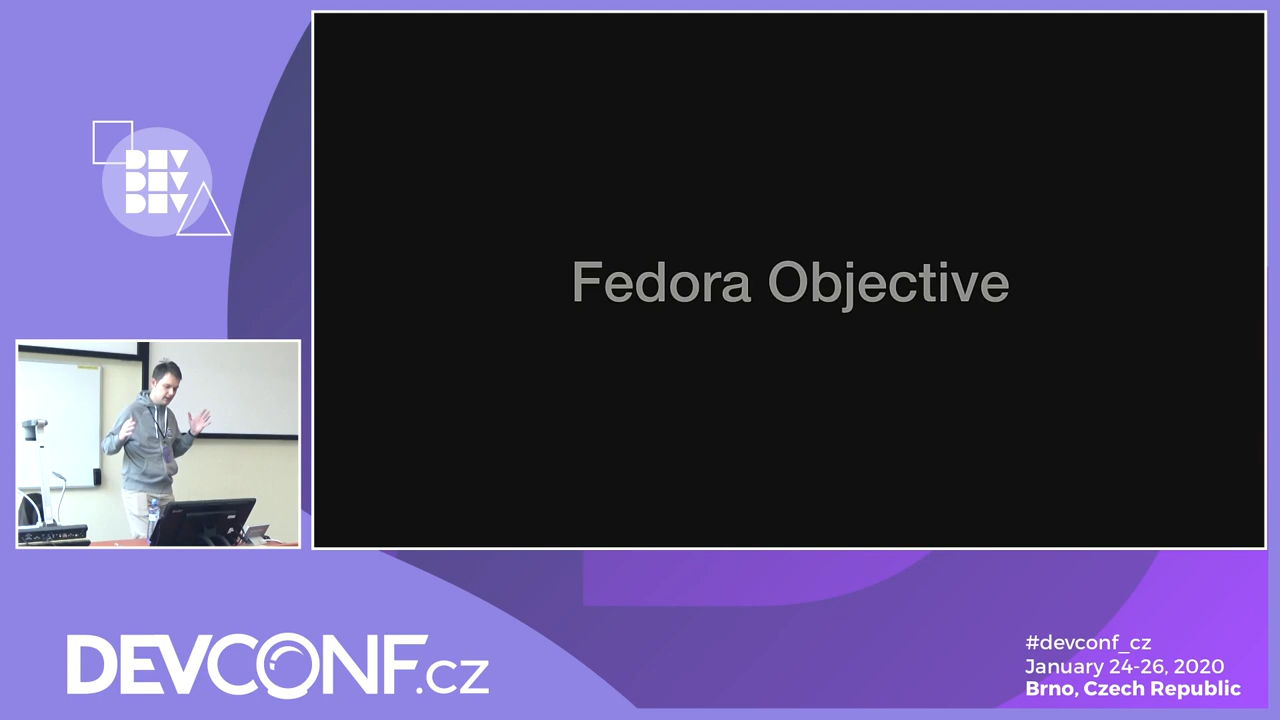 DEV
DEV
DEV
Fedora Objective
DEVCONF.cz
#devconf_cz
January 24-26, 2020
Brno, Czech Republic